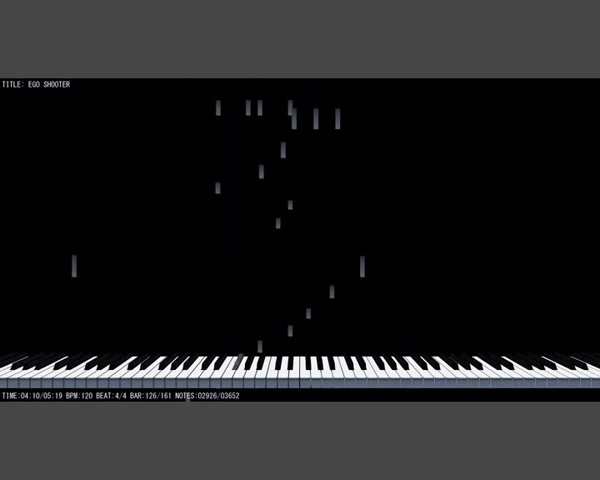 TITLE: EGO SHOOTER
TIME:04:10/05:19 BPM:120 BEAT:4/4 BAR:126/161 NOTES:02926/03652